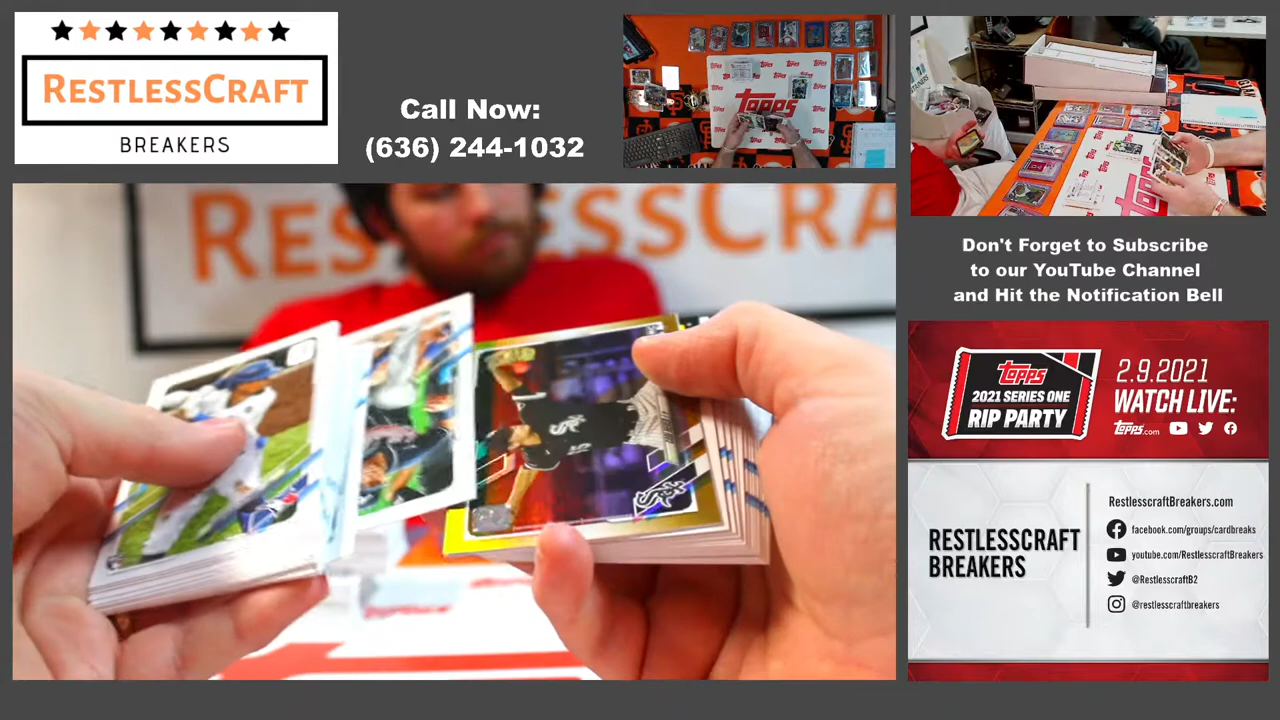 RESTLESSCRAFT
BREAKERS
Call Now:
(636) 244-1032
TOPPS
RESTLESSCRA
Sox
Don't Forget to Subscribe
to our YouTube Channel
and Hit the Notification Bell
topps
2021 SERIES ONE
RIP PARTY
2.9.2021
WATCH LIVE:
topps.com
RESTLESSCRAFT
BREAKERS
RestlesscraftBreakers.com
facebook.com/groups/cardbreaks
youtube.com/RestlesscraftBreakers
@RestlesscraftB2
@restlesscraftbreakers